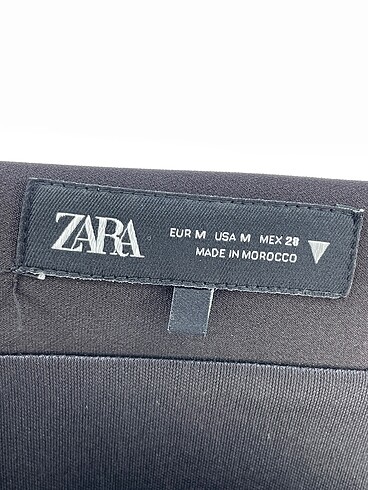 ZARA
EUR M USA M MEX 28
MADE IN MOROCCO